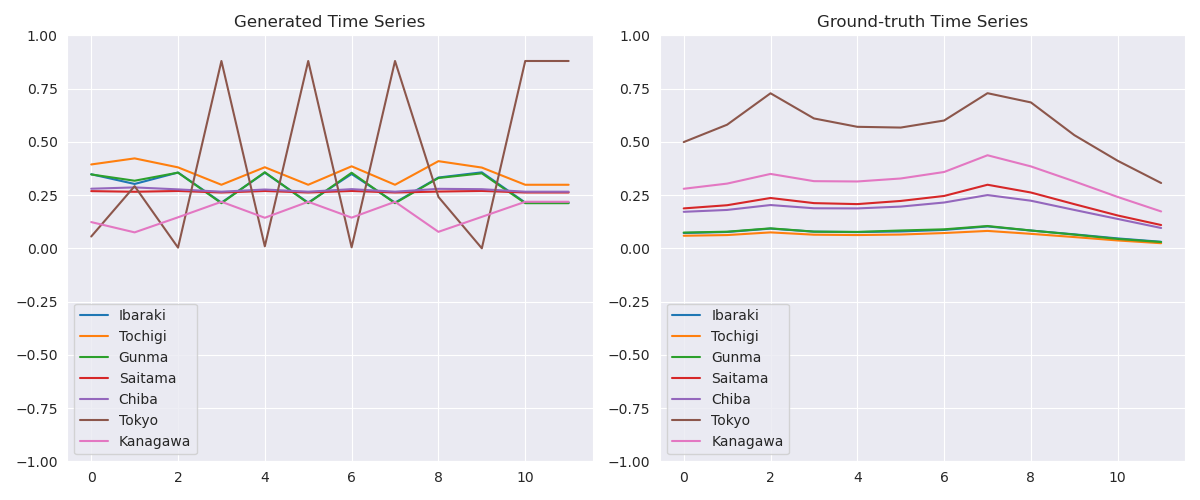 Generated Time Series
1.00
0.75
0.50
0.25
0.00
−0.25
−0.50
−0.75
−1.00
Ibaraki
Tochigi
Gunma
Saitama
Chiba
Tokyo
Kanagawa
0 2 4 6 8 10
Ground-truth Time Series
1.00
0.75
0.50
0.25
0.00
−0.25
−0.50
−0.75
−1.00
Ibaraki
Tochigi
Gunma
Saitama
Chiba
Tokyo
Kanagawa
0 2 4 6 8 10